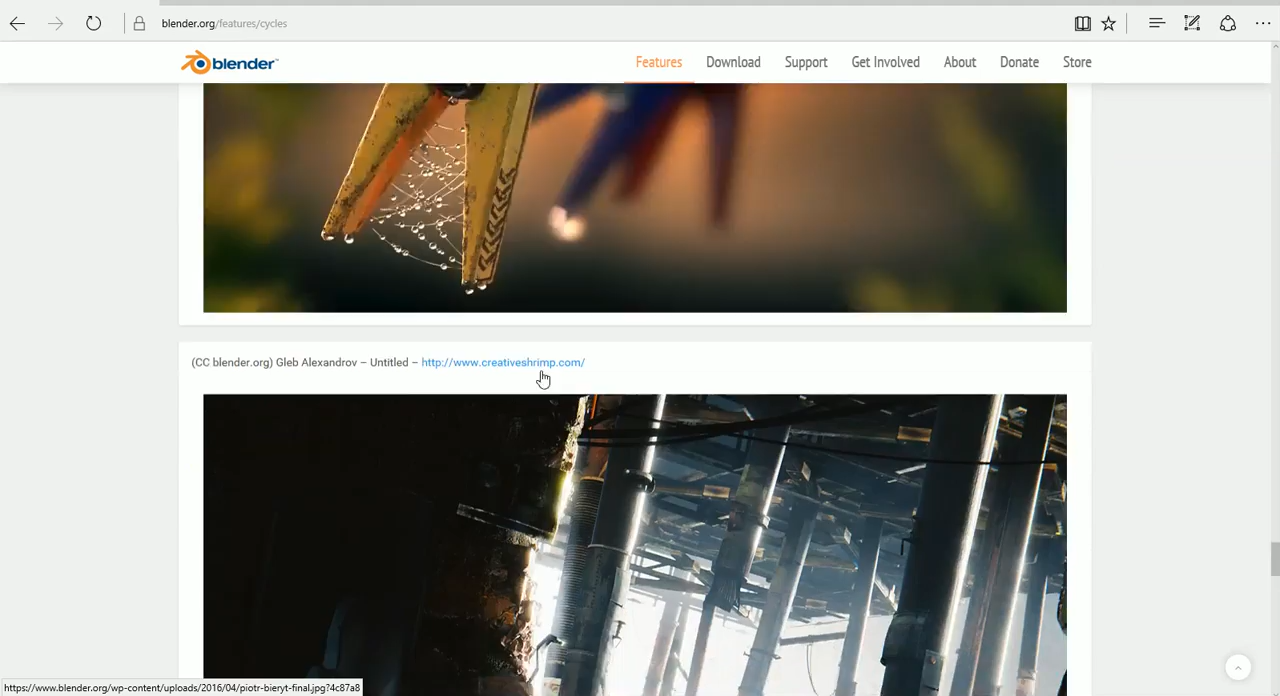 blender.org/features/cycles
blender™
Features Download Support Get Involved About Donate Store
(CC blender.org) Gleb Alexandrov – Untitled – http://www.creativeshrimp.com/
https://www.blender.org/wp-content/uploads/2016/04/piotr-bieryt-final.jpg?4c87a8